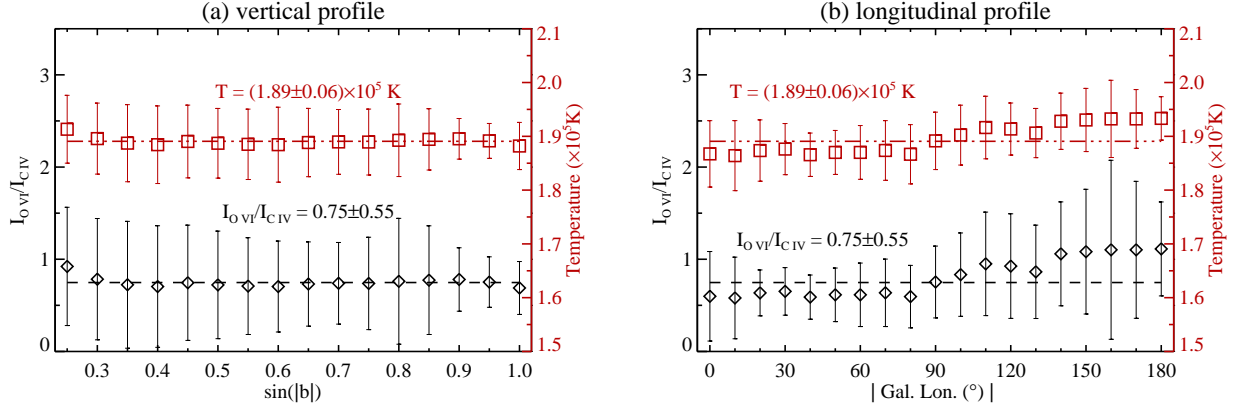 (a) vertical profile
3
2
1
0
I O VI/I C IV
T = (1.89±0.06)×10⁵ K
I O VI/I C IV = 0.75±0.55
2.1
2.0
1.9
1.8
1.7
1.6
1.5
Temperature (×10⁵K)
0.3 0.4 0.5 0.6 0.7 0.8 0.9 1.0
sin(|b|)
(b) longitudinal profile
3
2
1
0
I O VI/I C IV
T = (1.89±0.06)×10⁵ K
I O VI/I C IV = 0.75±0.55
2.1
2.0
1.9
1.8
1.7
1.6
1.5
Temperature (×10⁵K)
0 30 60 90 120 150 180
| Gal. Lon. (°) |